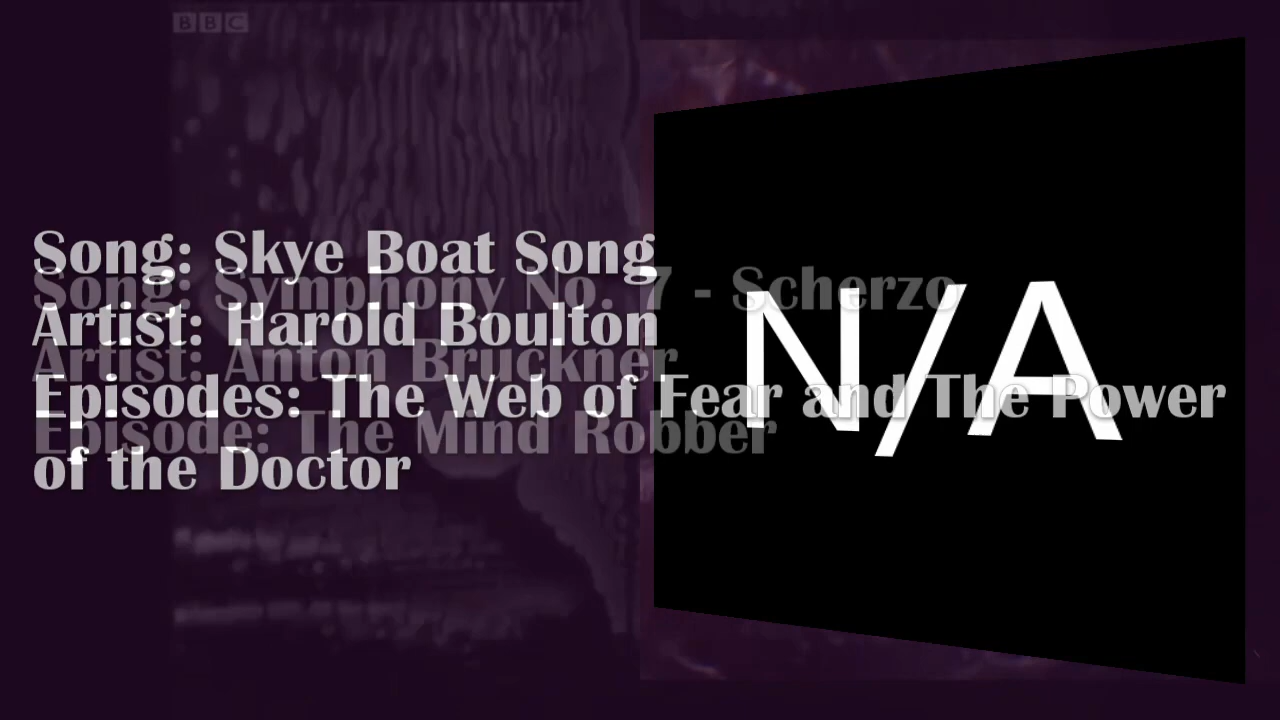 BBC
Song: Skye Boat Song
Song: Symphony No. 7 - Scherzo
Artist: Harold Boulton
Artist: Anton Bruckner
Episodes: The Web of Fear and The Power
Episode: The Mind Robber
of the Doctor
N/A